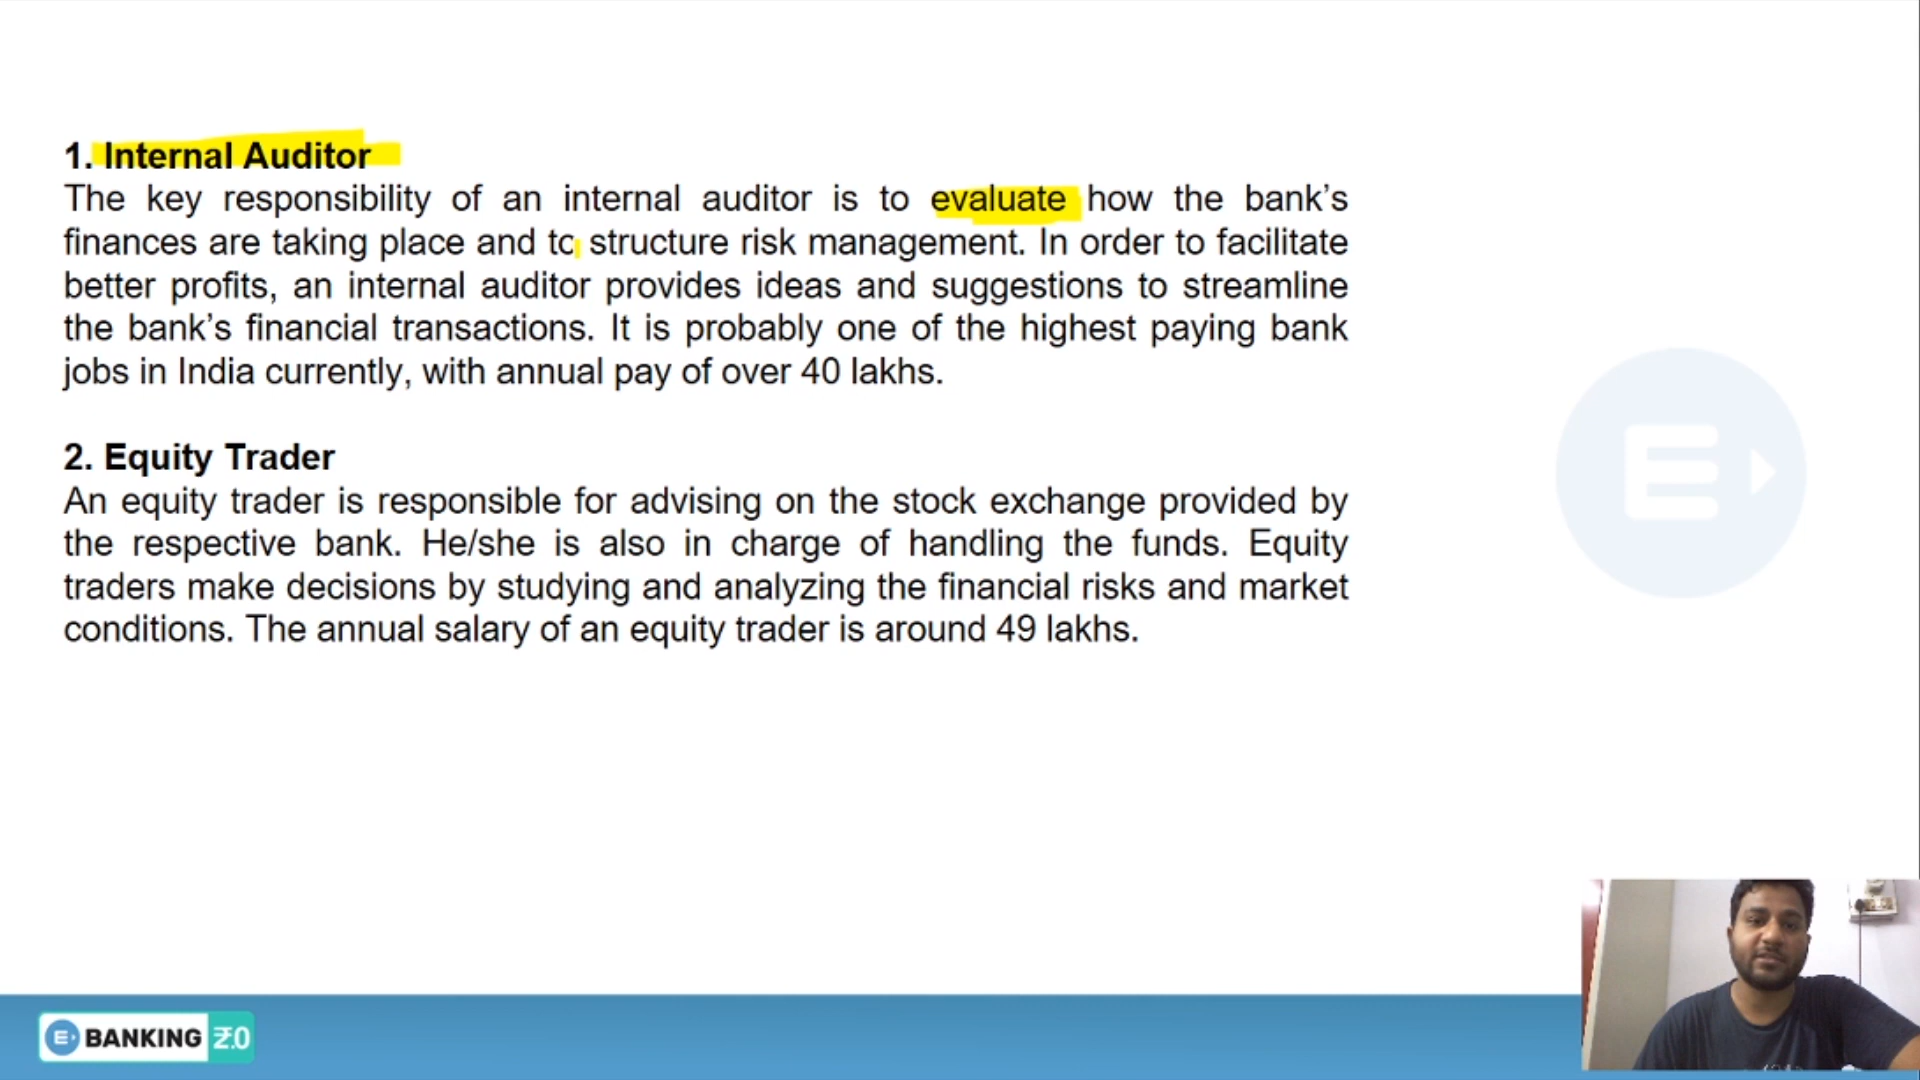 1. Internal Auditor
The key responsibility of an internal auditor is to evaluate how the bank’s
finances are taking place and to structure risk management. In order to facilitate
better profits, an internal auditor provides ideas and suggestions to streamline
the bank’s financial transactions. It is probably one of the highest paying bank
jobs in India currently, with annual pay of over 40 lakhs.
2. Equity Trader
An equity trader is responsible for advising on the stock exchange provided by
the respective bank. He/she is also in charge of handling the funds. Equity
traders make decisions by studying and analyzing the financial risks and market
conditions. The annual salary of an equity trader is around 49 lakhs.
E
E BANKING ₹.0